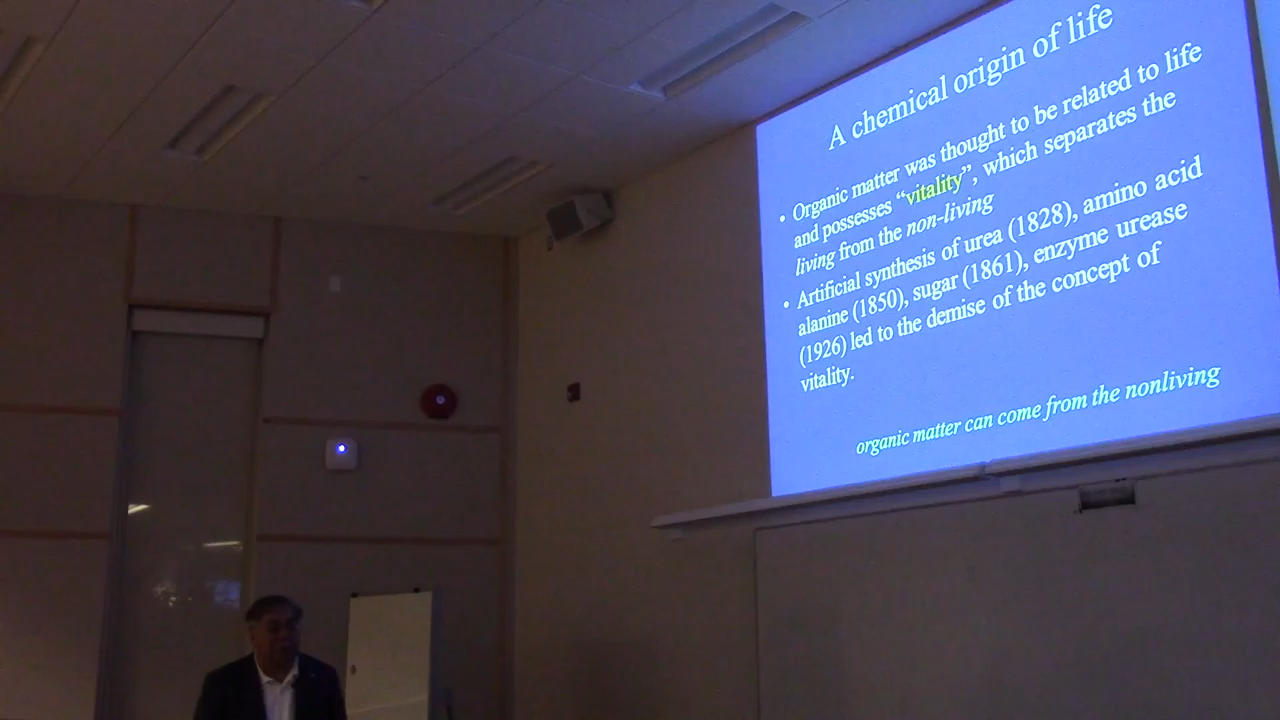 A chemical origin of life
• Organic matter was thought to be related to life
and possesses “vitality”, which separates the
living from the non-living
• Artificial synthesis of urea (1828), amino acid
alanine (1850), sugar (1861), enzyme urease
(1926) led to the demise of the concept of
vitality.
organic matter can come from the nonliving